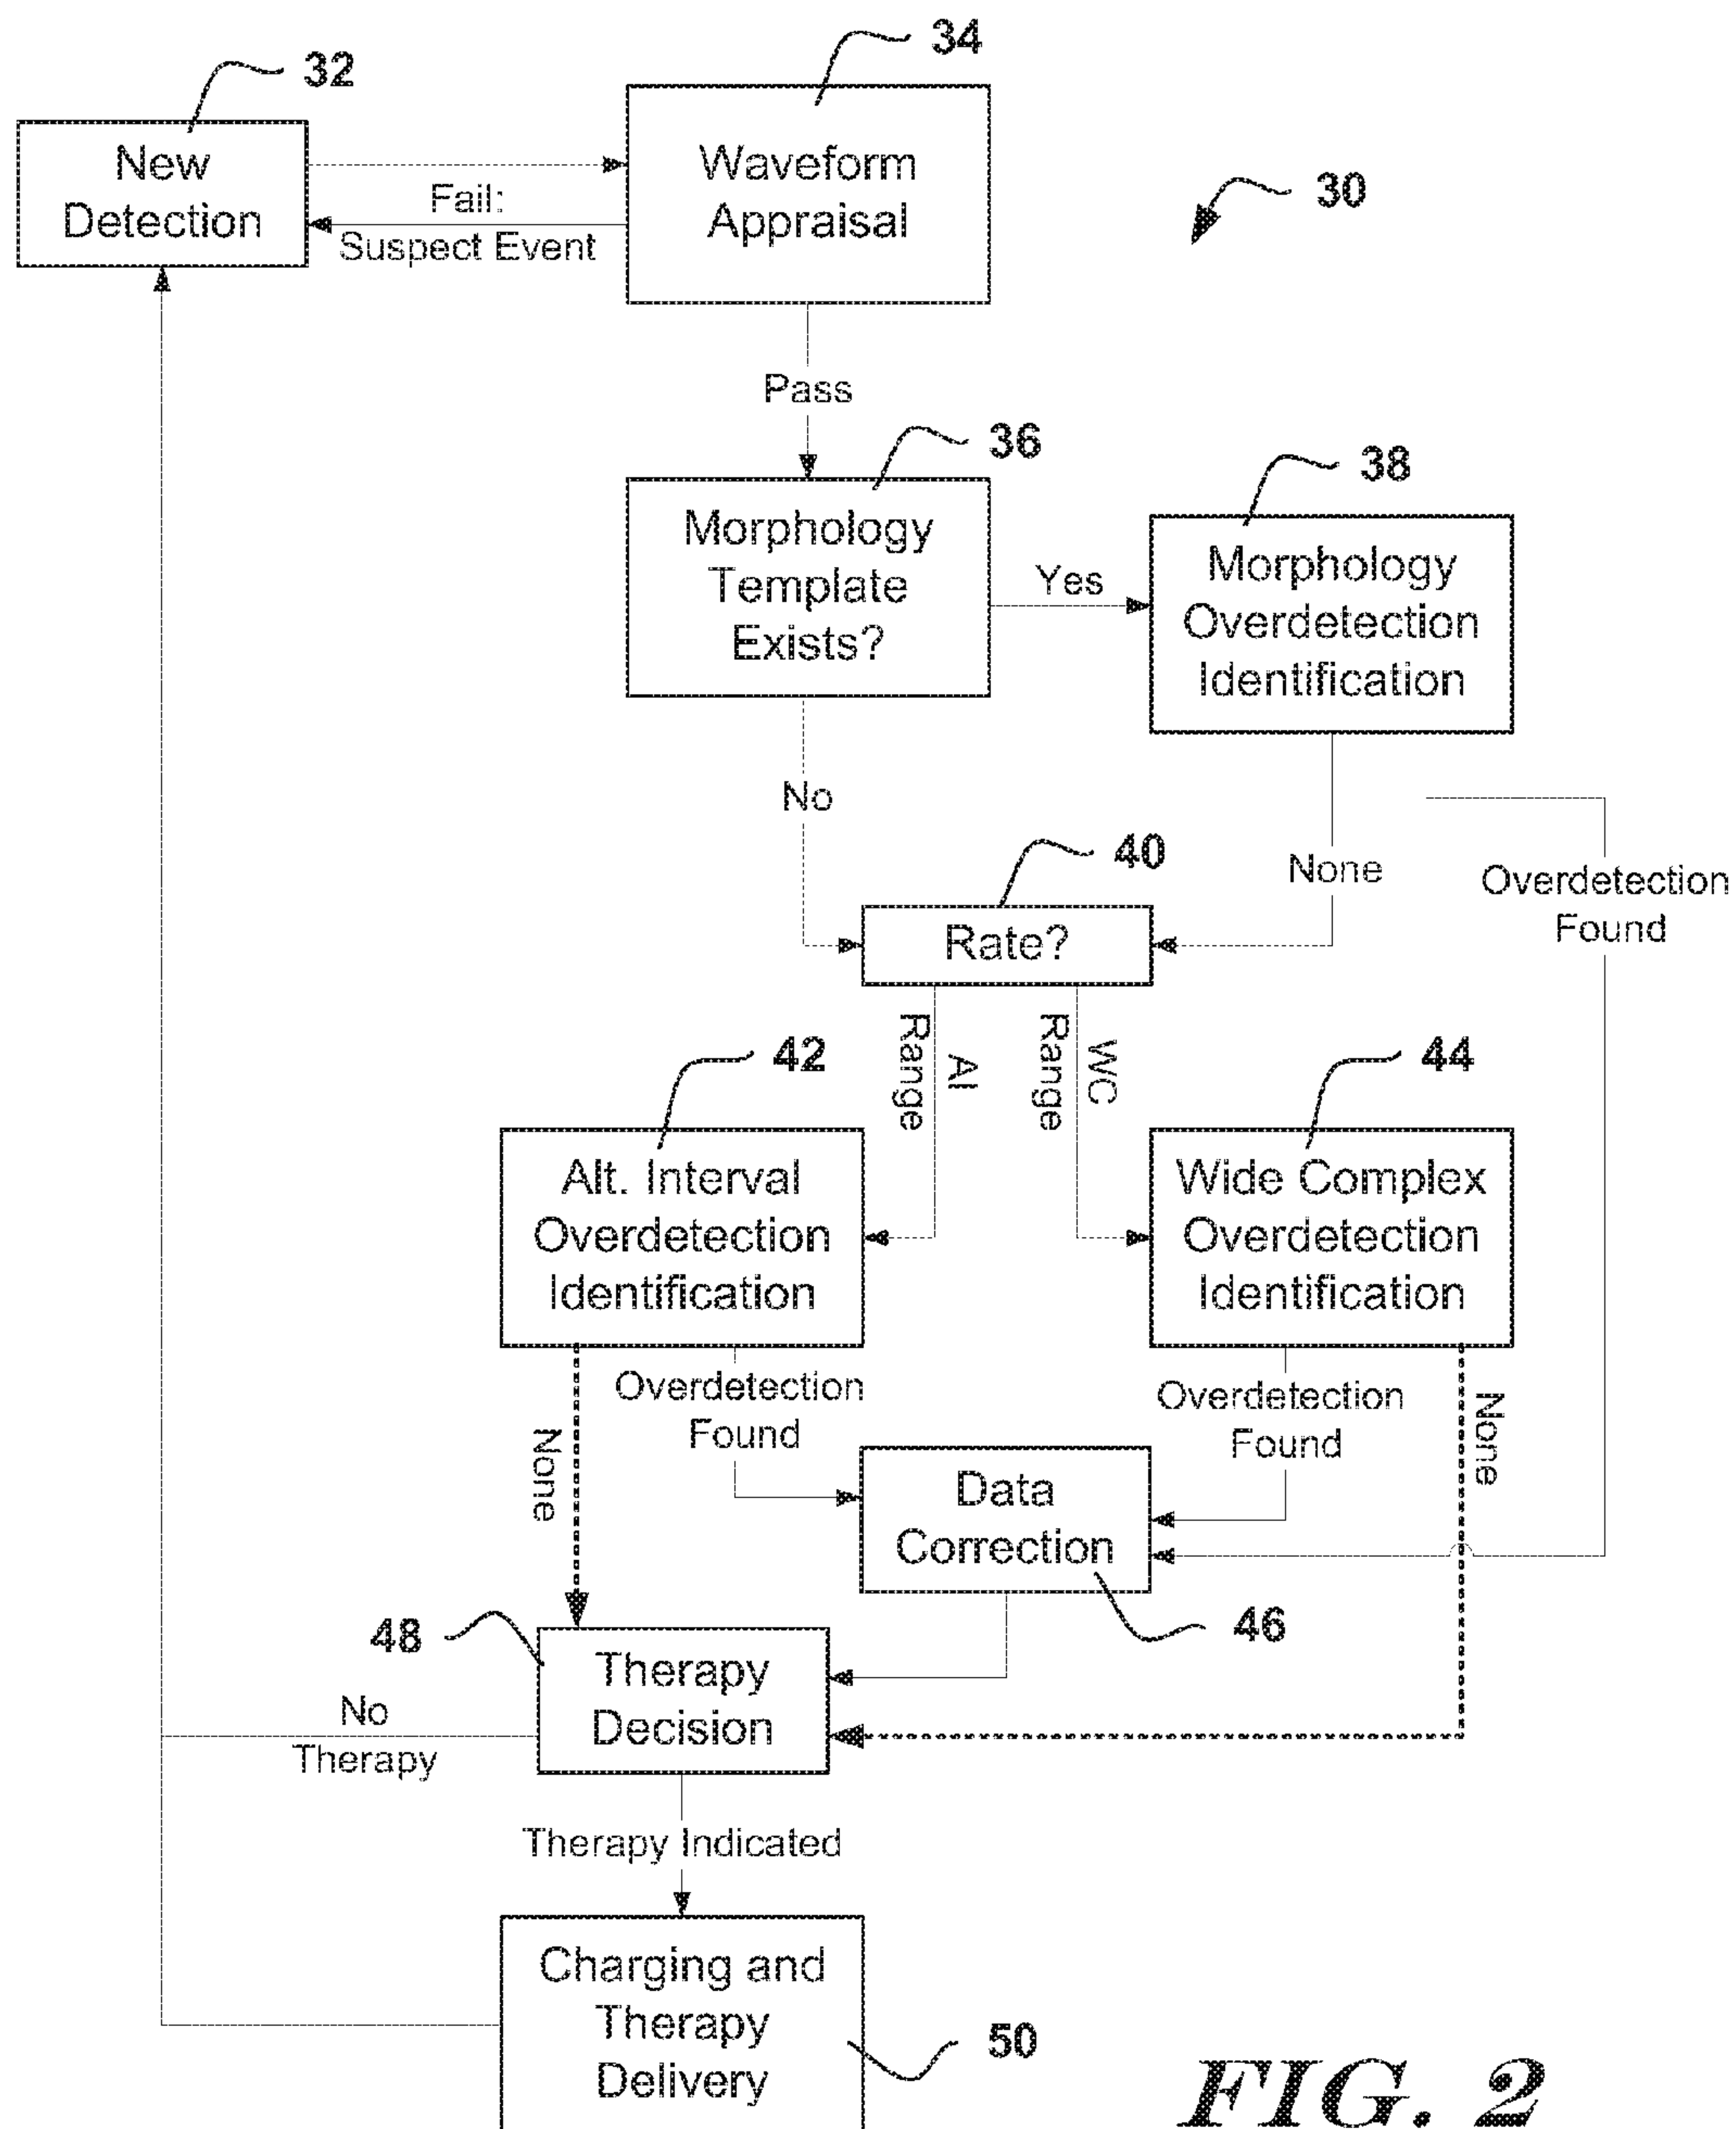 34
32
New
Detection
Fail:
Suspect Event
Waveform
Appraisal
30
Pass
36
38
Morphology
Template
Exists?
Yes
Morphology
Overdetection
Identification
No
None
Overdetection
Found
40
Rate?
AI
Range
WC
Range
42
44
Alt. Interval
Overdetection
Identification
Wide Complex
Overdetection
Identification
None
Overdetection
Found
Overdetection
Found
None
Data
Correction
46
48
Therapy
Decision
No
Therapy
Therapy Indicated
Charging and
Therapy
Delivery
50
FIG. 2